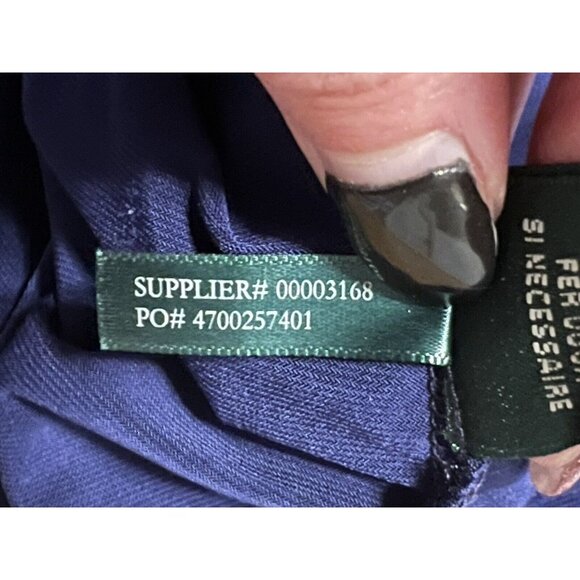 SUPPLIER# 00003168
PO# 4700257401
SI NECESSAIRE